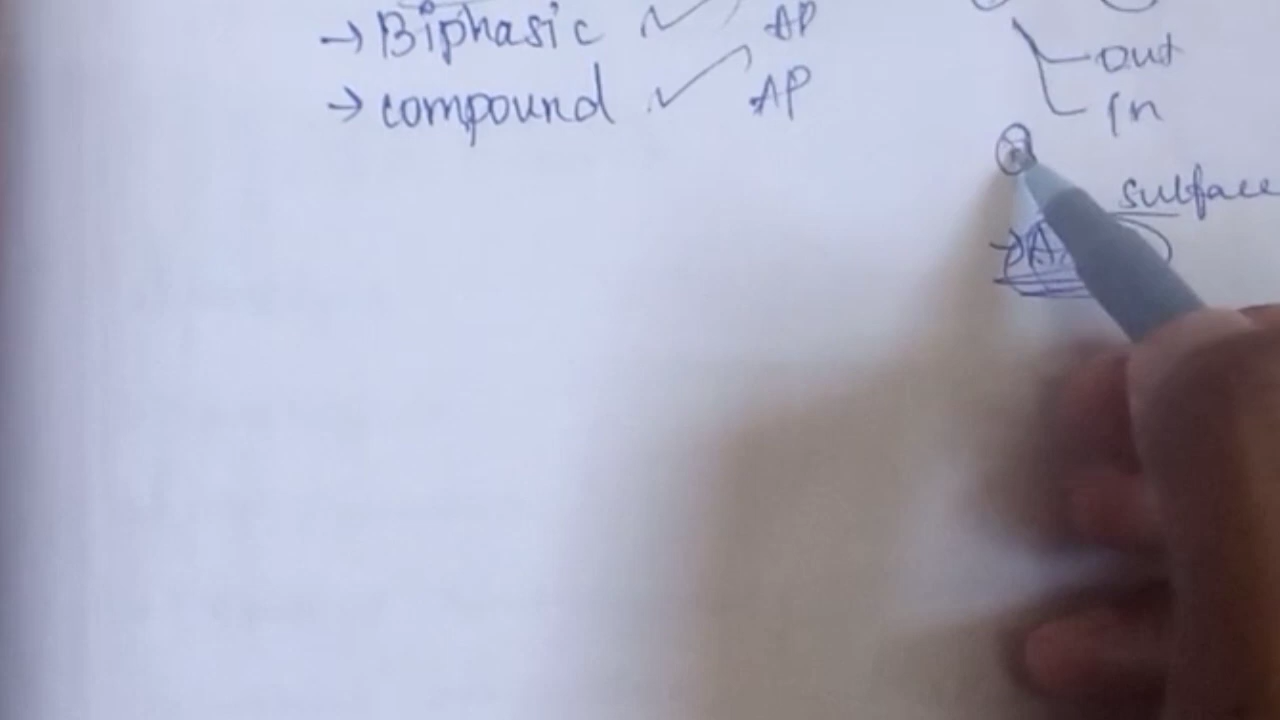 → Biphasic ✓ AP
→ compound ✓ AP
out
In
surface